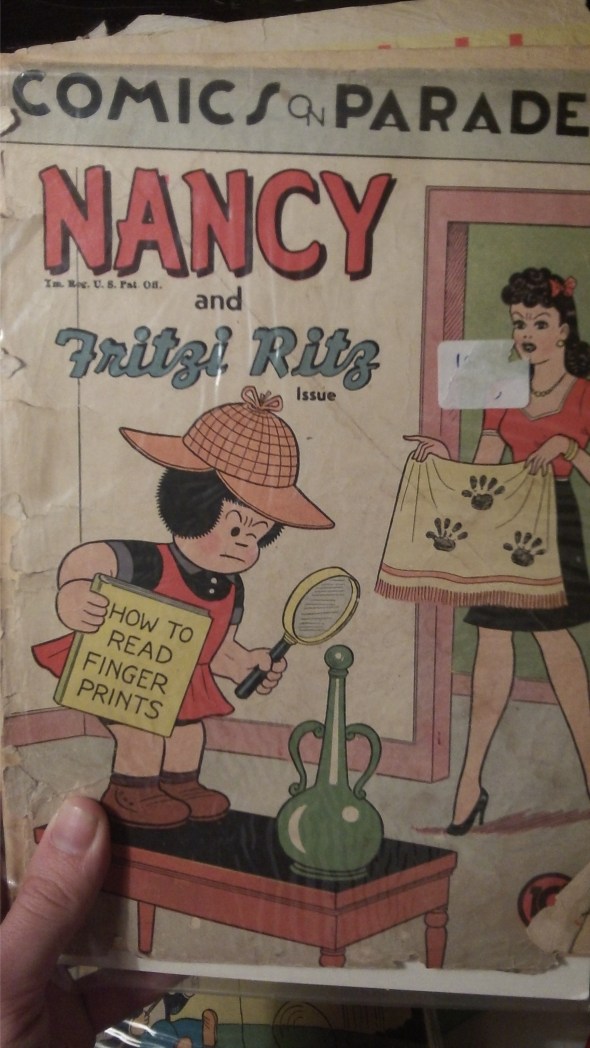 COMICS ON PARADE
NANCY
Tm. Reg. U. S. Pat. Off.
and
Fritzi Ritz
Issue
HOW TO
READ
FINGER
PRINTS